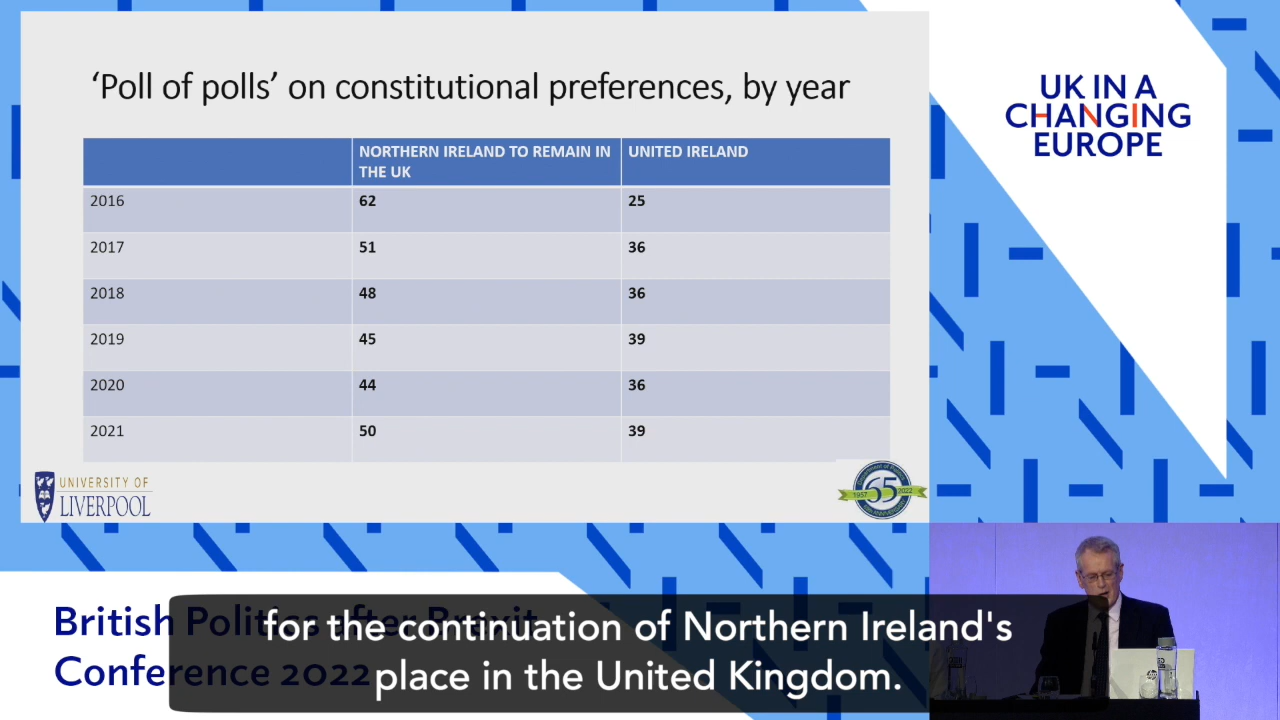 ‘Poll of polls’ on constitutional preferences, by year
NORTHERN IRELAND TO REMAIN IN THE UK
UNITED IRELAND
2016 62 25
2017 51 36
2018 48 36
2019 45 39
2020 44 36
2021 50 39
UNIVERSITY OF
LIVERPOOL
1957 65 2022
UK IN A
CHANGING
EUROPE
British Politics after Brexit
Conference 2022
for the continuation of Northern Ireland's
place in the United Kingdom.